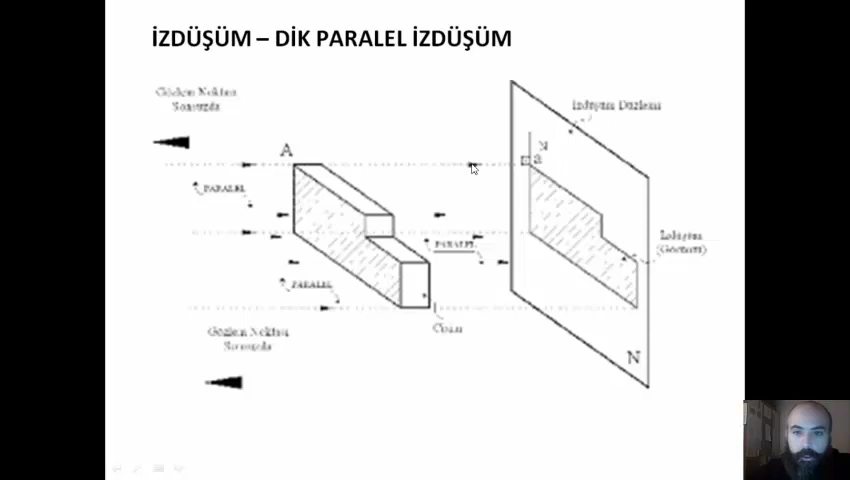 İZDÜŞÜM – DİK PARALEL İZDÜŞÜM
Gözlem Noktası
Sonsuzda
İzdüşüm Düzlemi
A
a
PARALEL
PARALEL
İzdüşüm
(Görünüm)
PARALEL
Cisim
Gözlem Noktası
Sonsuzda
N